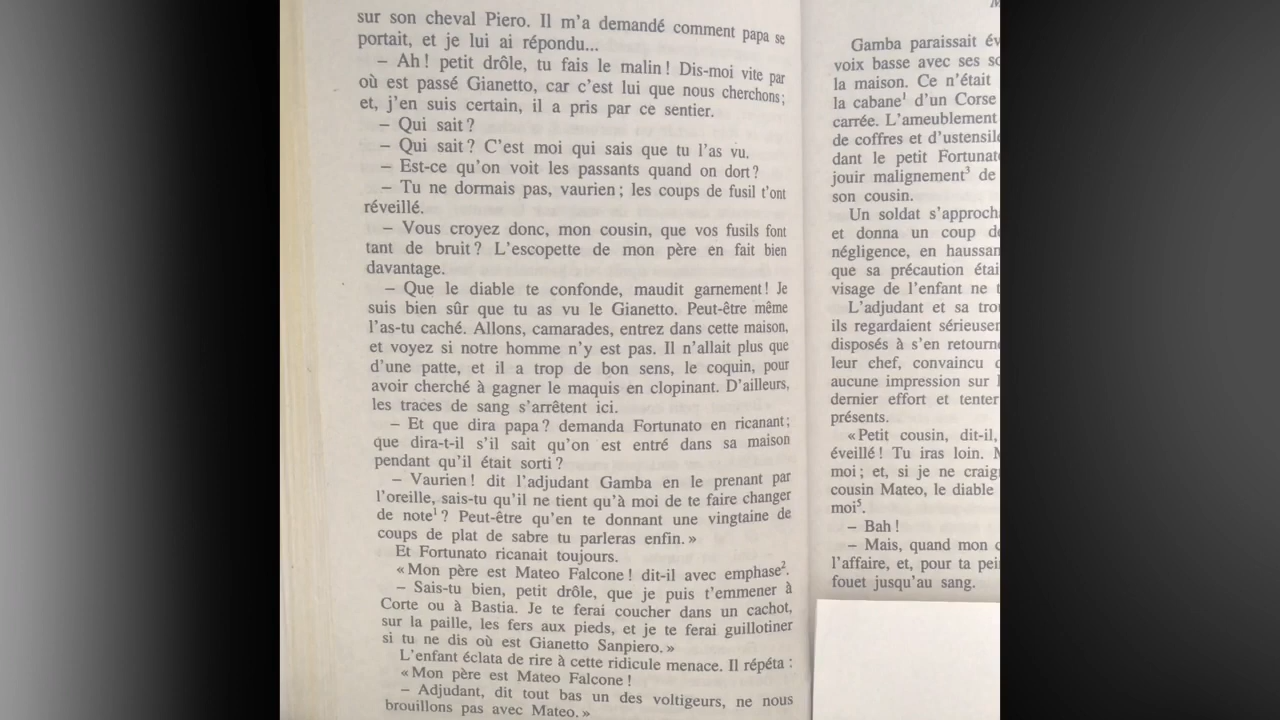 sur son cheval Piero. Il m'a demandé comment papa se
portait, et je lui ai répondu...
– Ah ! petit drôle, tu fais le malin ! Dis-moi vite par
où est passé Gianetto, car c'est lui que nous cherchons ;
et, j'en suis certain, il a pris par ce sentier.
– Qui sait ?
– Qui sait ? C'est moi qui sais que tu l'as vu.
– Est-ce qu'on voit les passants quand on dort ?
– Tu ne dormais pas, vaurien ; les coups de fusil t'ont
réveillé.
– Vous croyez donc, mon cousin, que vos fusils font
tant de bruit ? L'escopette de mon père en fait bien
davantage.
– Que le diable te confonde, maudit garnement ! Je
suis bien sûr que tu as vu le Gianetto. Peut-être même
l'as-tu caché. Allons, camarades, entrez dans cette maison,
et voyez si notre homme n'y est pas. Il n'allait plus que
d'une patte, et il a trop de bon sens, le coquin, pour
avoir cherché à gagner le maquis en clopinant. D'ailleurs,
les traces de sang s'arrêtent ici.
– Et que dira papa ? demanda Fortunato en ricanant ;
que dira-t-il s'il sait qu'on est entré dans sa maison
pendant qu'il était sorti ?
– Vaurien ! dit l'adjudant Gamba en le prenant par
l'oreille, sais-tu qu'il ne tient qu'à moi de te faire changer
de note¹ ? Peut-être qu'en te donnant une vingtaine de
coups de plat de sabre tu parleras enfin. »
Et Fortunato ricanait toujours.
« Mon père est Mateo Falcone ! dit-il avec emphase².
– Sais-tu bien, petit drôle, que je puis t'emmener à
Corte ou à Bastia. Je te ferai coucher dans un cachot,
sur la paille, les fers aux pieds, et je te ferai guillotiner
si tu ne dis où est Gianetto Sanpiero. »
L'enfant éclata de rire à cette ridicule menace. Il répéta :
« Mon père est Mateo Falcone !
– Adjudant, dit tout bas un des voltigeurs, ne nous
brouillons pas avec Mateo. »
Gamba paraissait
voix basse avec ses
la maison. Ce n'était
la cabane¹ d'un Corse
carrée. L'ameublement
de coffres et d'ustensil
dant le petit Fortunat
jouir malignement³ de
son cousin.
Un soldat s'approch
et donna un coup d
négligence, en haussan
que sa précaution étai
visage de l'enfant ne
L'adjudant et sa tro
ils regardaient sérieuse
disposés à s'en retourn
leur chef, convaincu
aucune impression sur
dernier effort et tenter
présents.
« Petit cousin, dit-il,
éveillé ! Tu iras loin.
moi ; et, si je ne craig
cousin Mateo, le diable
moi⁵.
– Bah !
– Mais, quand mon
l'affaire, et, pour ta pei
fouet jusqu'au sang.